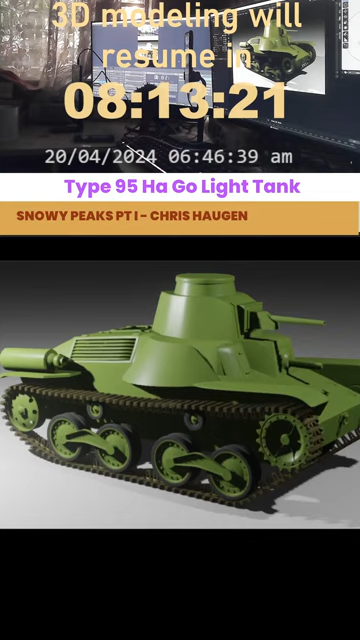 3D modeling will
resume in
08:13:21
20/04/2024 06:46:39 am
Type 95 Ha Go Light Tank
SNOWY PEAKS PT I - CHRIS HAUGEN